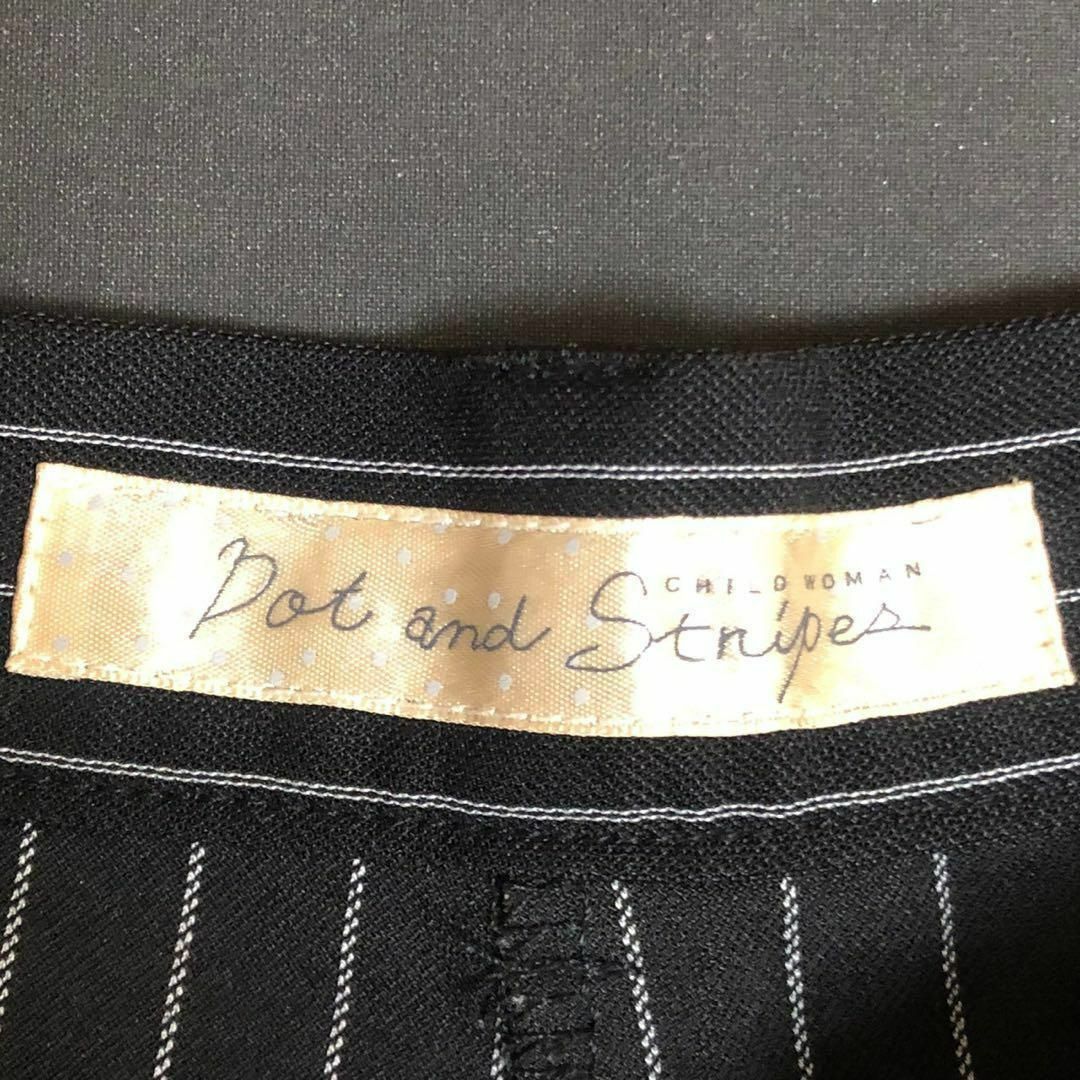 CHILD WOMAN
Dot and Stripes